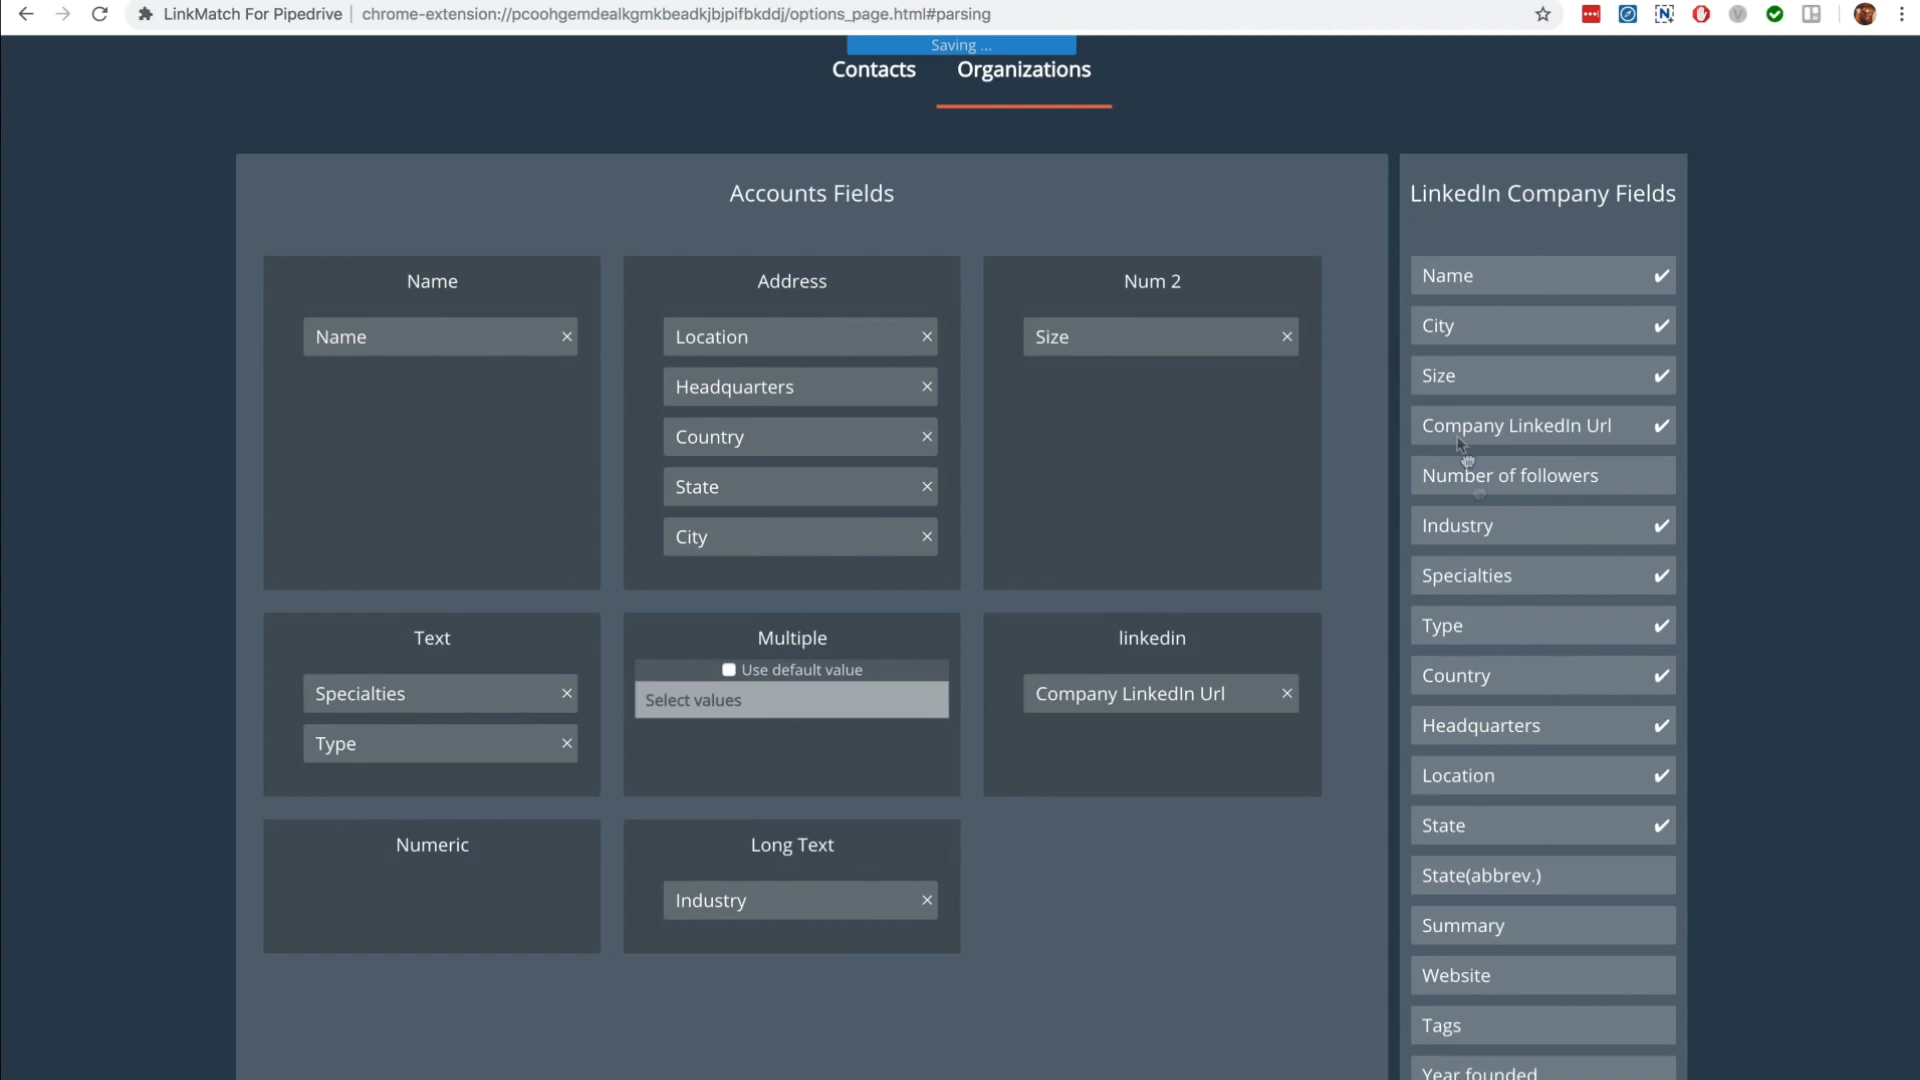 LinkMatch For Pipedrive | chrome-extension://pcoohgemdealkgmkbeadkjbjpifbkddj/options_page.html#parsing
Saving ...
Contacts Organizations
Accounts Fields
LinkedIn Company Fields
Name
Name ×
Address
Location ×
Headquarters ×
Country ×
State ×
City ×
Num 2
Size ×
Text
Specialties ×
Type ×
Multiple
Use default value
Select values
linkedin
Company LinkedIn Url ×
Numeric
Long Text
Industry ×
Name ✔
City ✔
Size ✔
Company LinkedIn Url ✔
Number of followers
Industry ✔
Specialties ✔
Type ✔
Country ✔
Headquarters ✔
Location ✔
State ✔
State(abbrev.)
Summary
Website
Tags
Year founded